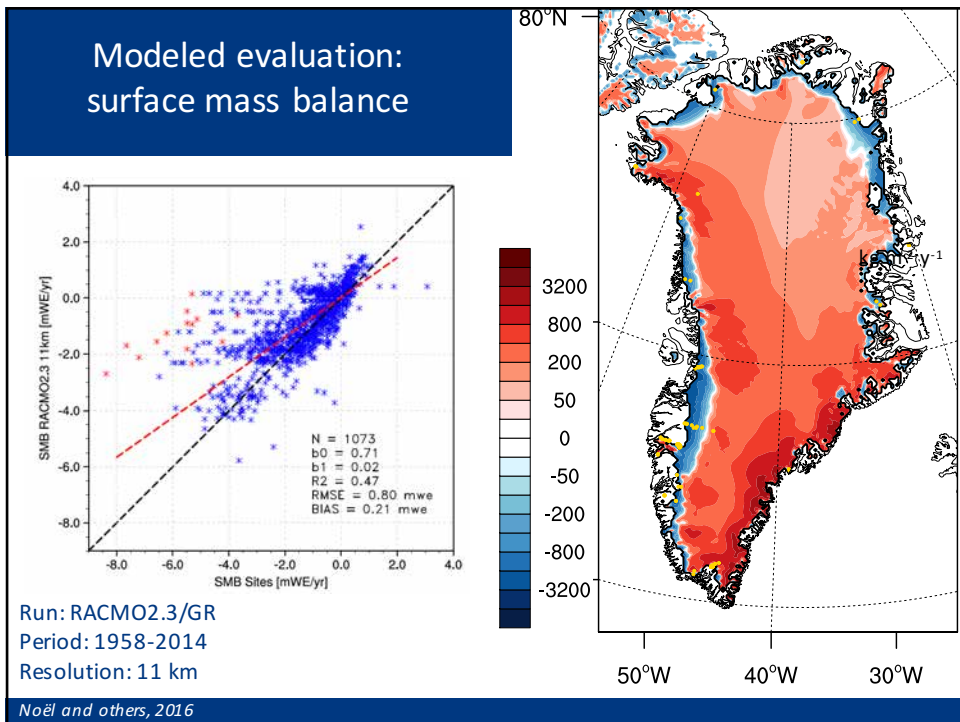 Modeled evaluation:
surface mass balance
4.0
2.0
0.0
-2.0
-4.0
-6.0
-8.0
SMB RACMO2.3 11km [mWE/yr]
N = 1073
b0 = 0.71
b1 = 0.02
R2 = 0.47
RMSE = 0.80 mwe
BIAS = 0.21 mwe
-8.0 -6.0 -4.0 -2.0 0.0 2.0 4.0
SMB Sites [mWE/yr]
Run: RACMO2.3/GR
Period: 1958-2014
Resolution: 11 km
Noël and others, 2016
3200
800
200
50
0
-50
-200
-800
-3200
80°N
y-1
50°W 40°W 30°W